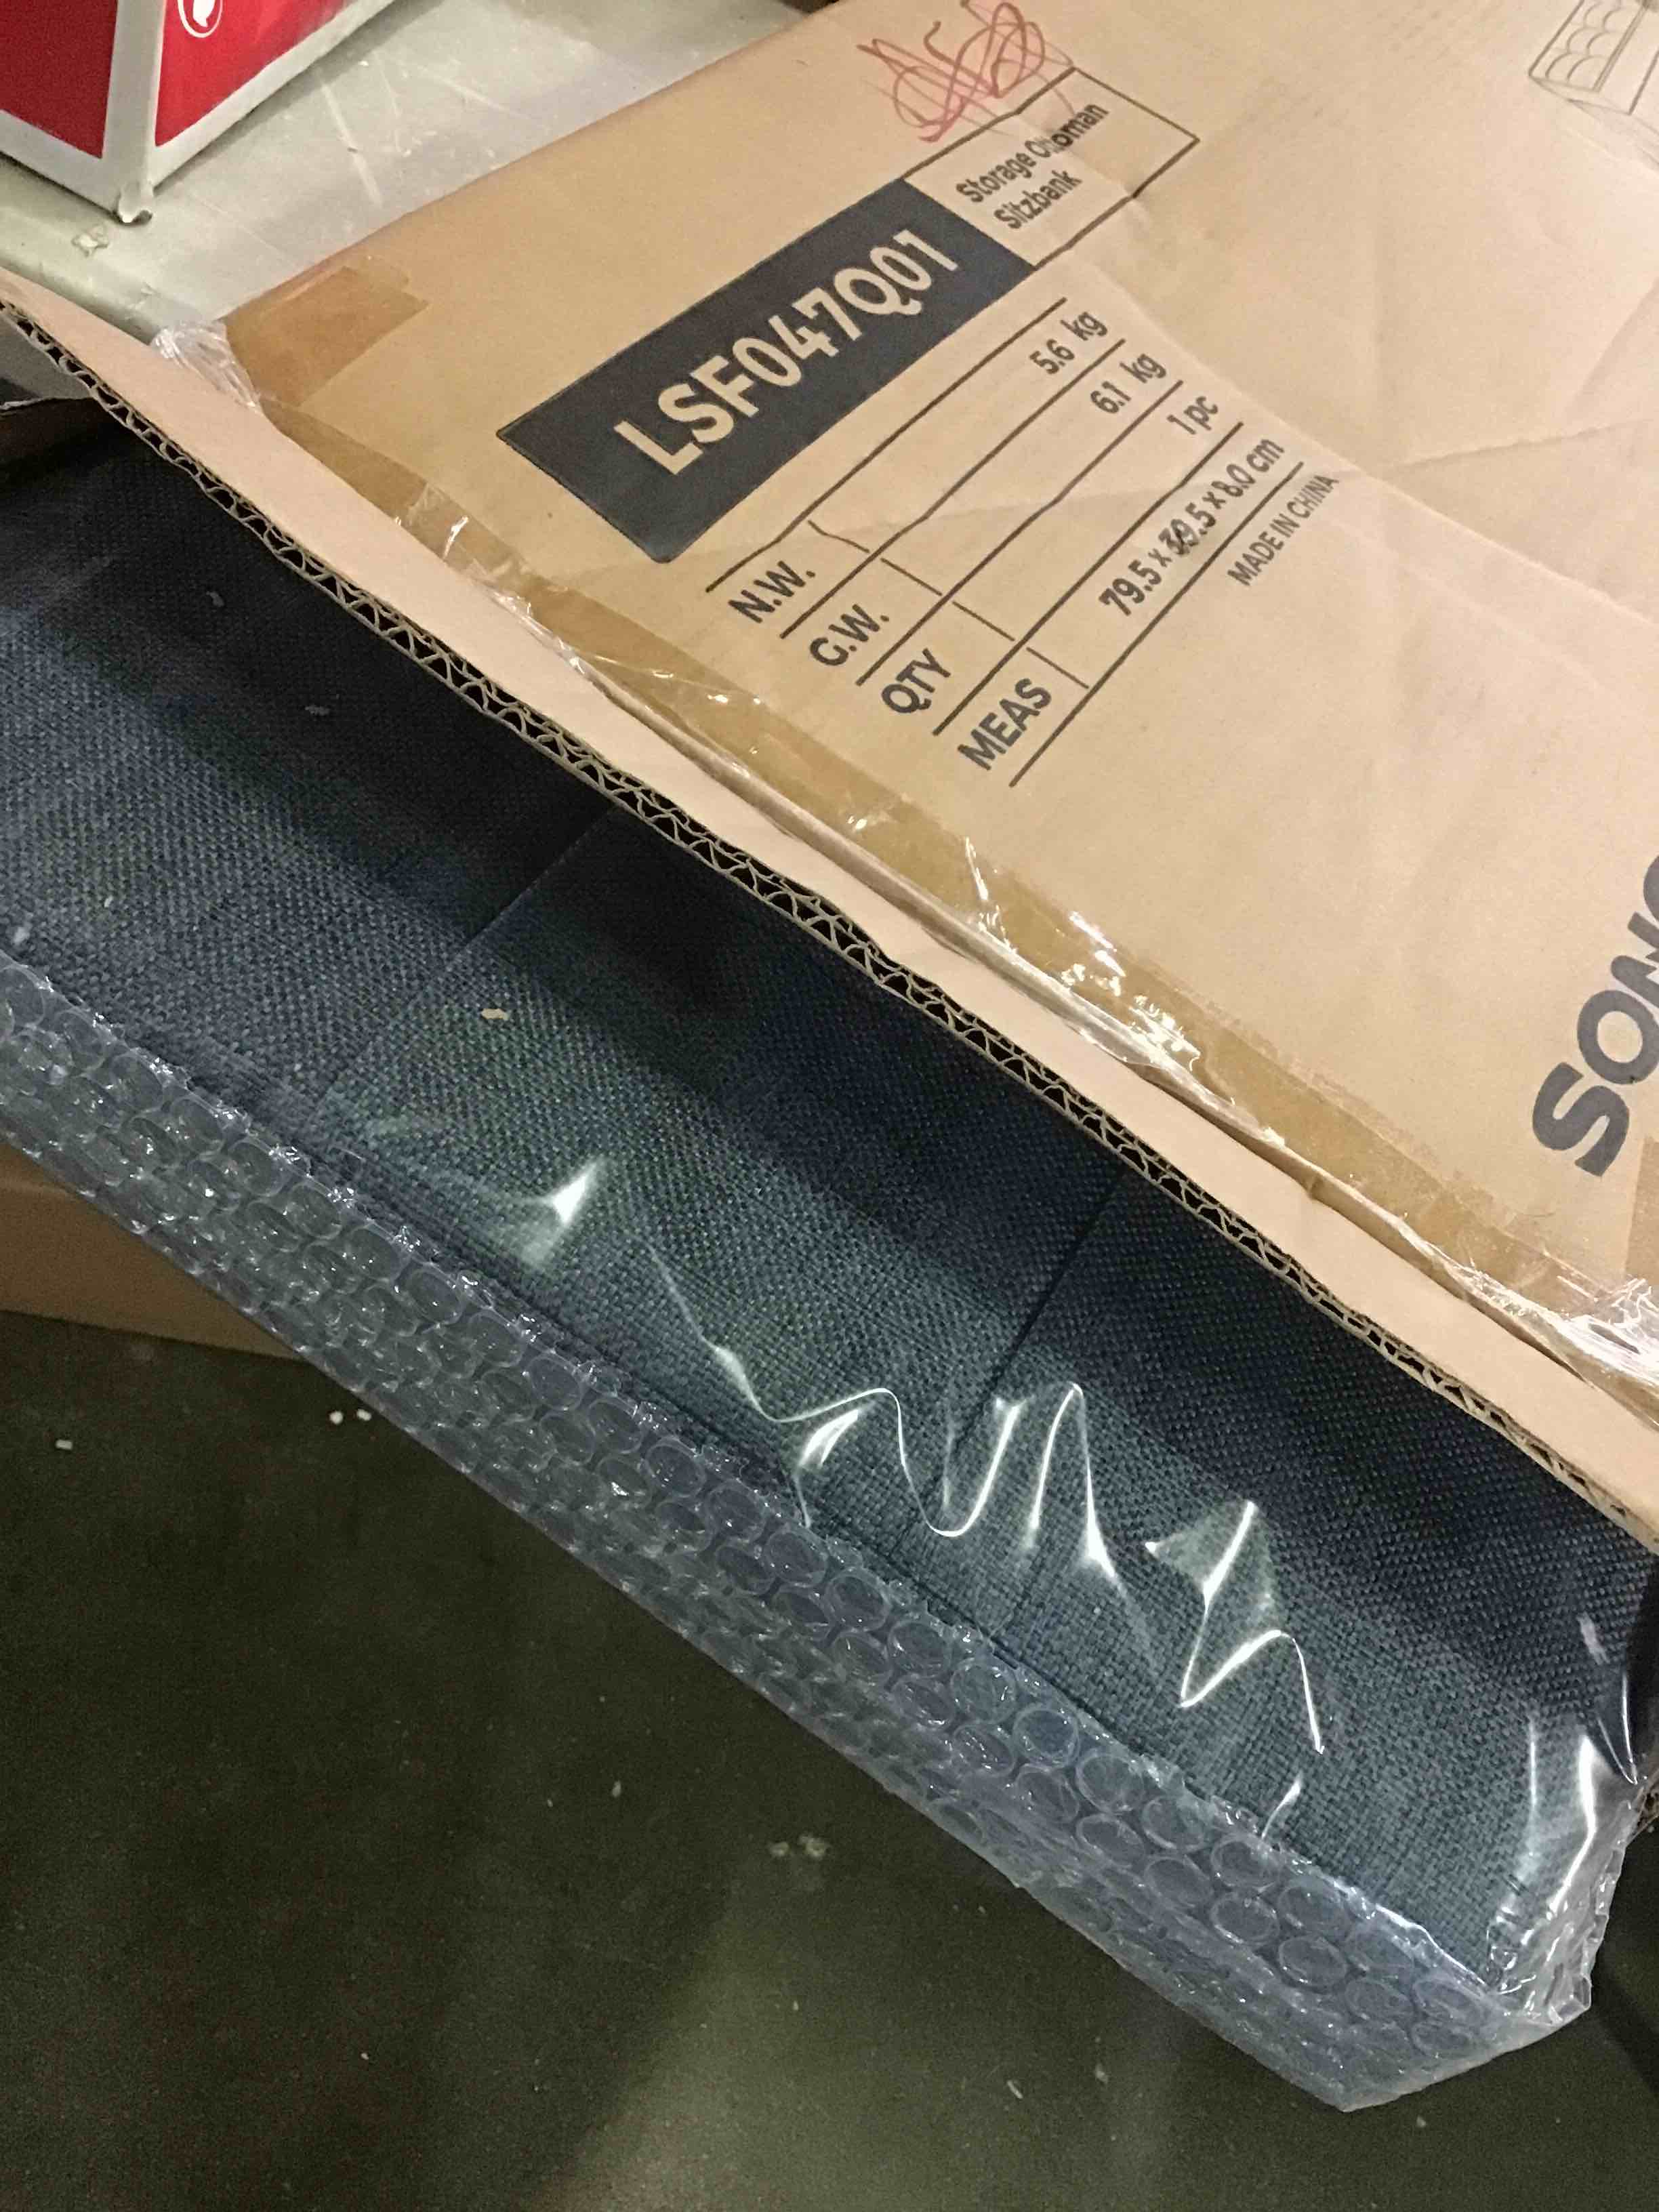 Storage Ottoman
Sitzbank
LSF047Q01
N.W. 5.6 kg
G.W. 6.1 kg
QTY 1 pc
MEAS 79.5 x 39.5 x 8.0 cm
MADE IN CHINA
SONG